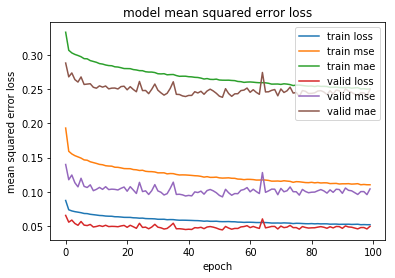 model mean squared error loss
mean squared error loss
0.30
0.25
0.20
0.15
0.10
0.05
train loss
train mse
train mae
valid loss
valid mse
valid mae
0
20
40
60
80
100
epoch